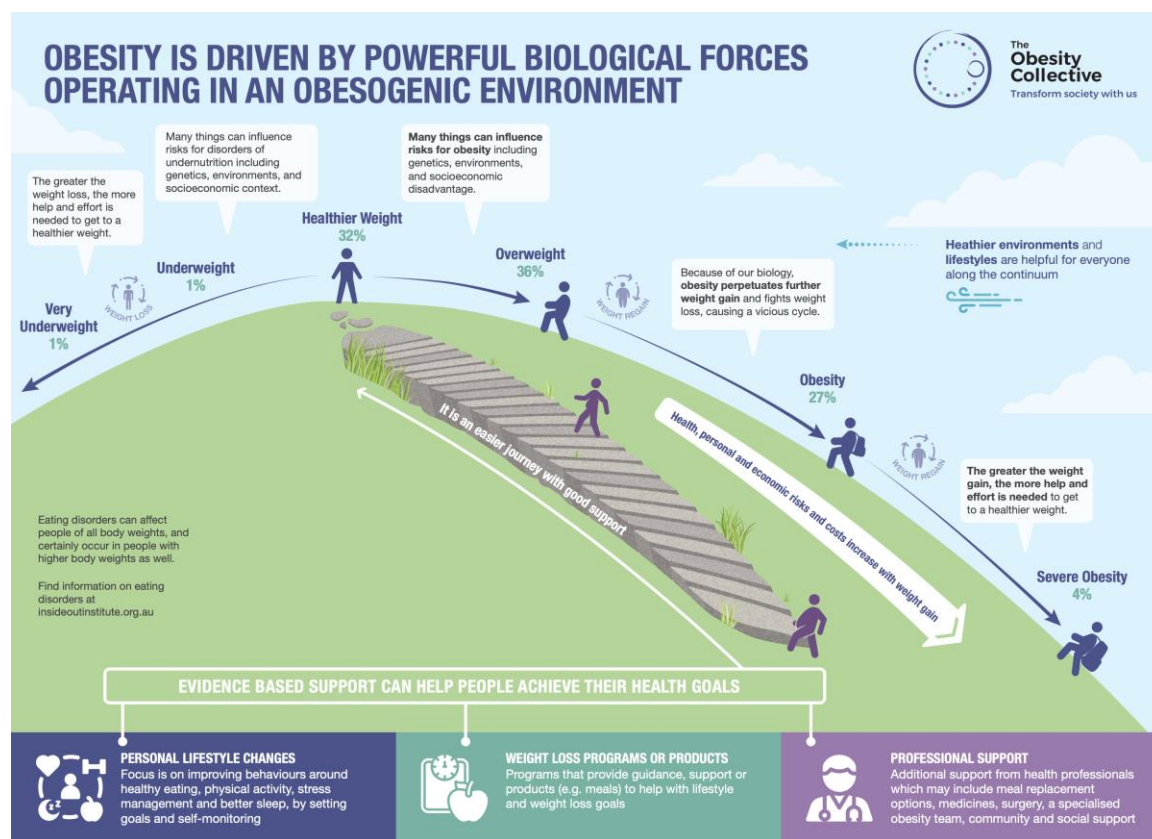 OBESITY IS DRIVEN BY POWERFUL BIOLOGICAL FORCES
OPERATING IN AN OBESOGENIC ENVIRONMENT
The
Obesity
Collective
Transform society with us
The greater the
weight loss, the more
help and effort is
needed to get to a
healthier weight.
Many things can influence
risks for disorders of
undernutrition including
genetics, environments, and
socioeconomic context.
Many things can influence
risks for obesity including
genetics, environments,
and socioeconomic
disadvantage.
Very
Underweight
1%
WEIGHT LOSS
Underweight
1%
Healthier Weight
32%
Overweight
36%
WEIGHT REGAIN
Because of our biology,
obesity perpetuates further
weight gain and fights weight
loss, causing a vicious cycle.
Heathier environments and
lifestyles are helpful for everyone
along the continuum
Obesity
27%
WEIGHT REGAIN
The greater the weight
gain, the more help and
effort is needed to get
to a healthier weight.
Severe Obesity
4%
It is an easier journey with good support
Health, personal and economic risks and costs increase with weight gain
Eating disorders can affect
people of all body weights, and
certainly occur in people with
higher body weights as well.
Find information on eating
disorders at
insideoutinstitute.org.au
EVIDENCE BASED SUPPORT CAN HELP PEOPLE ACHIEVE THEIR HEALTH GOALS
zz
PERSONAL LIFESTYLE CHANGES
Focus is on improving behaviours around
healthy eating, physical activity, stress
management and better sleep, by setting
goals and self-monitoring
WEIGHT LOSS PROGRAMS OR PRODUCTS
Programs that provide guidance, support or
products (e.g. meals) to help with lifestyle
and weight loss goals
PROFESSIONAL SUPPORT
Additional support from health professionals
which may include meal replacement
options, medicines, surgery, a specialised
obesity team, community and social support